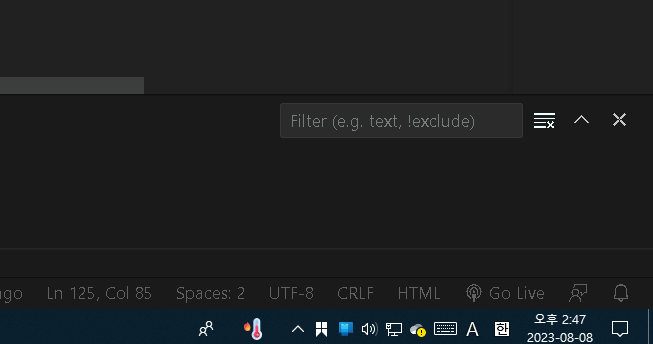 Filter (e.g. text, !exclude)
ago Ln 125, Col 85 Spaces: 2 UTF-8 CRLF HTML Go Live
A 한 오후 2:47
2023-08-08